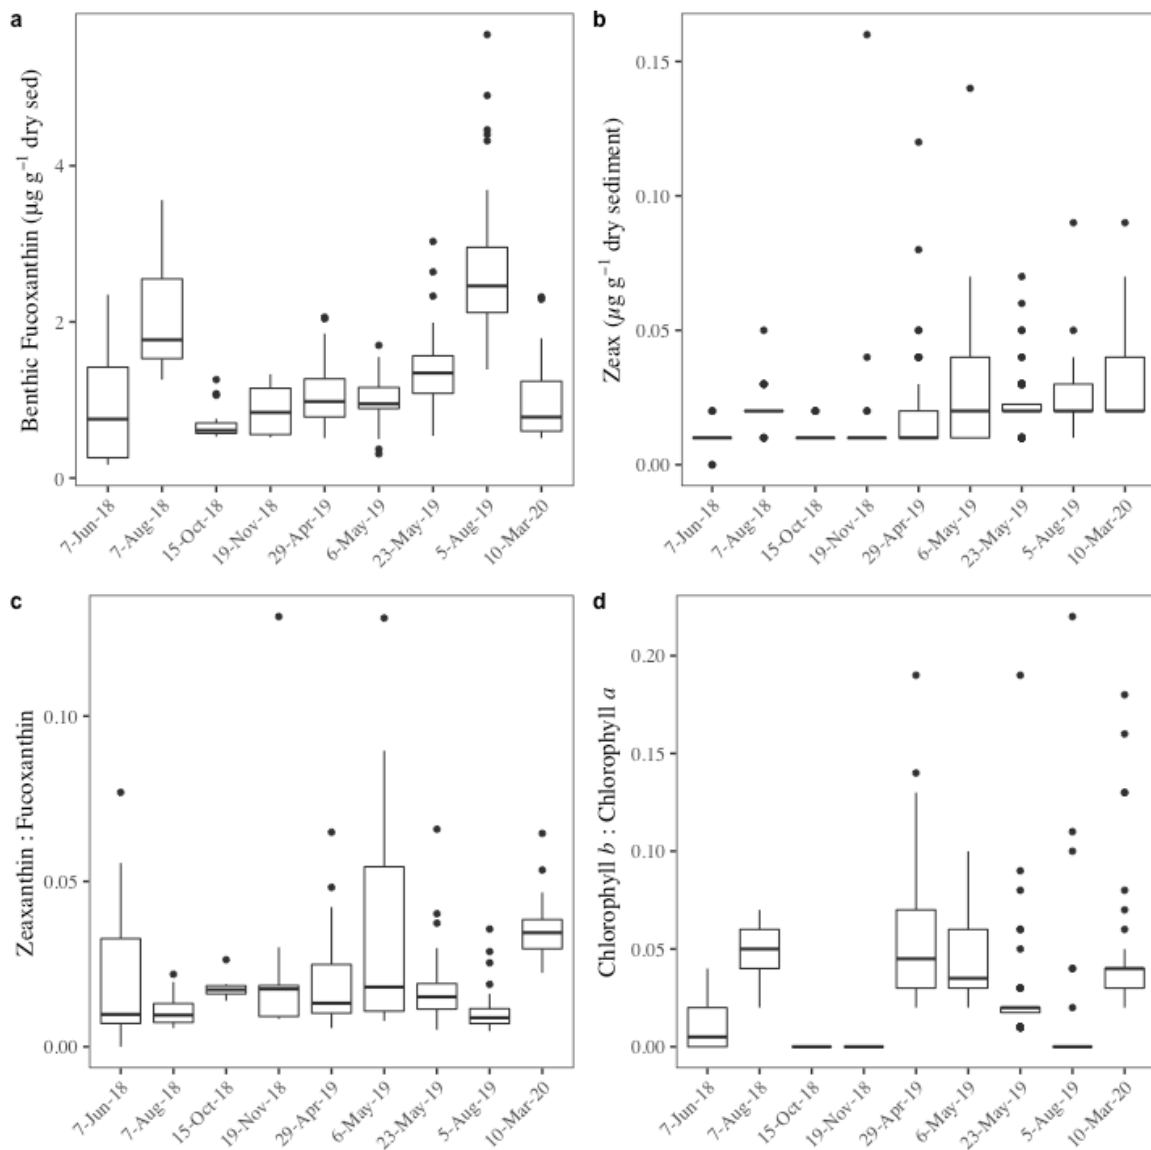 a
Benthic Fucoxanthin (µg g⁻¹ dry sed)
4
2
0
7-Jun-18
7-Aug-18
15-Oct-18
19-Nov-18
29-Apr-19
6-May-19
23-May-19
5-Aug-19
10-Mar-20
b
Zeax (µg g⁻¹ dry sediment)
0.15
0.10
0.05
0.00
7-Jun-18
7-Aug-18
15-Oct-18
19-Nov-18
29-Apr-19
6-May-19
23-May-19
5-Aug-19
10-Mar-20
c
Zeaxanthin : Fucoxanthin
0.10
0.05
0.00
7-Jun-18
7-Aug-18
15-Oct-18
19-Nov-18
29-Apr-19
6-May-19
23-May-19
5-Aug-19
10-Mar-20
d
Chlorophyll b : Chlorophyll a
0.20
0.15
0.10
0.05
0.00
7-Jun-18
7-Aug-18
15-Oct-18
19-Nov-18
29-Apr-19
6-May-19
23-May-19
5-Aug-19
10-Mar-20